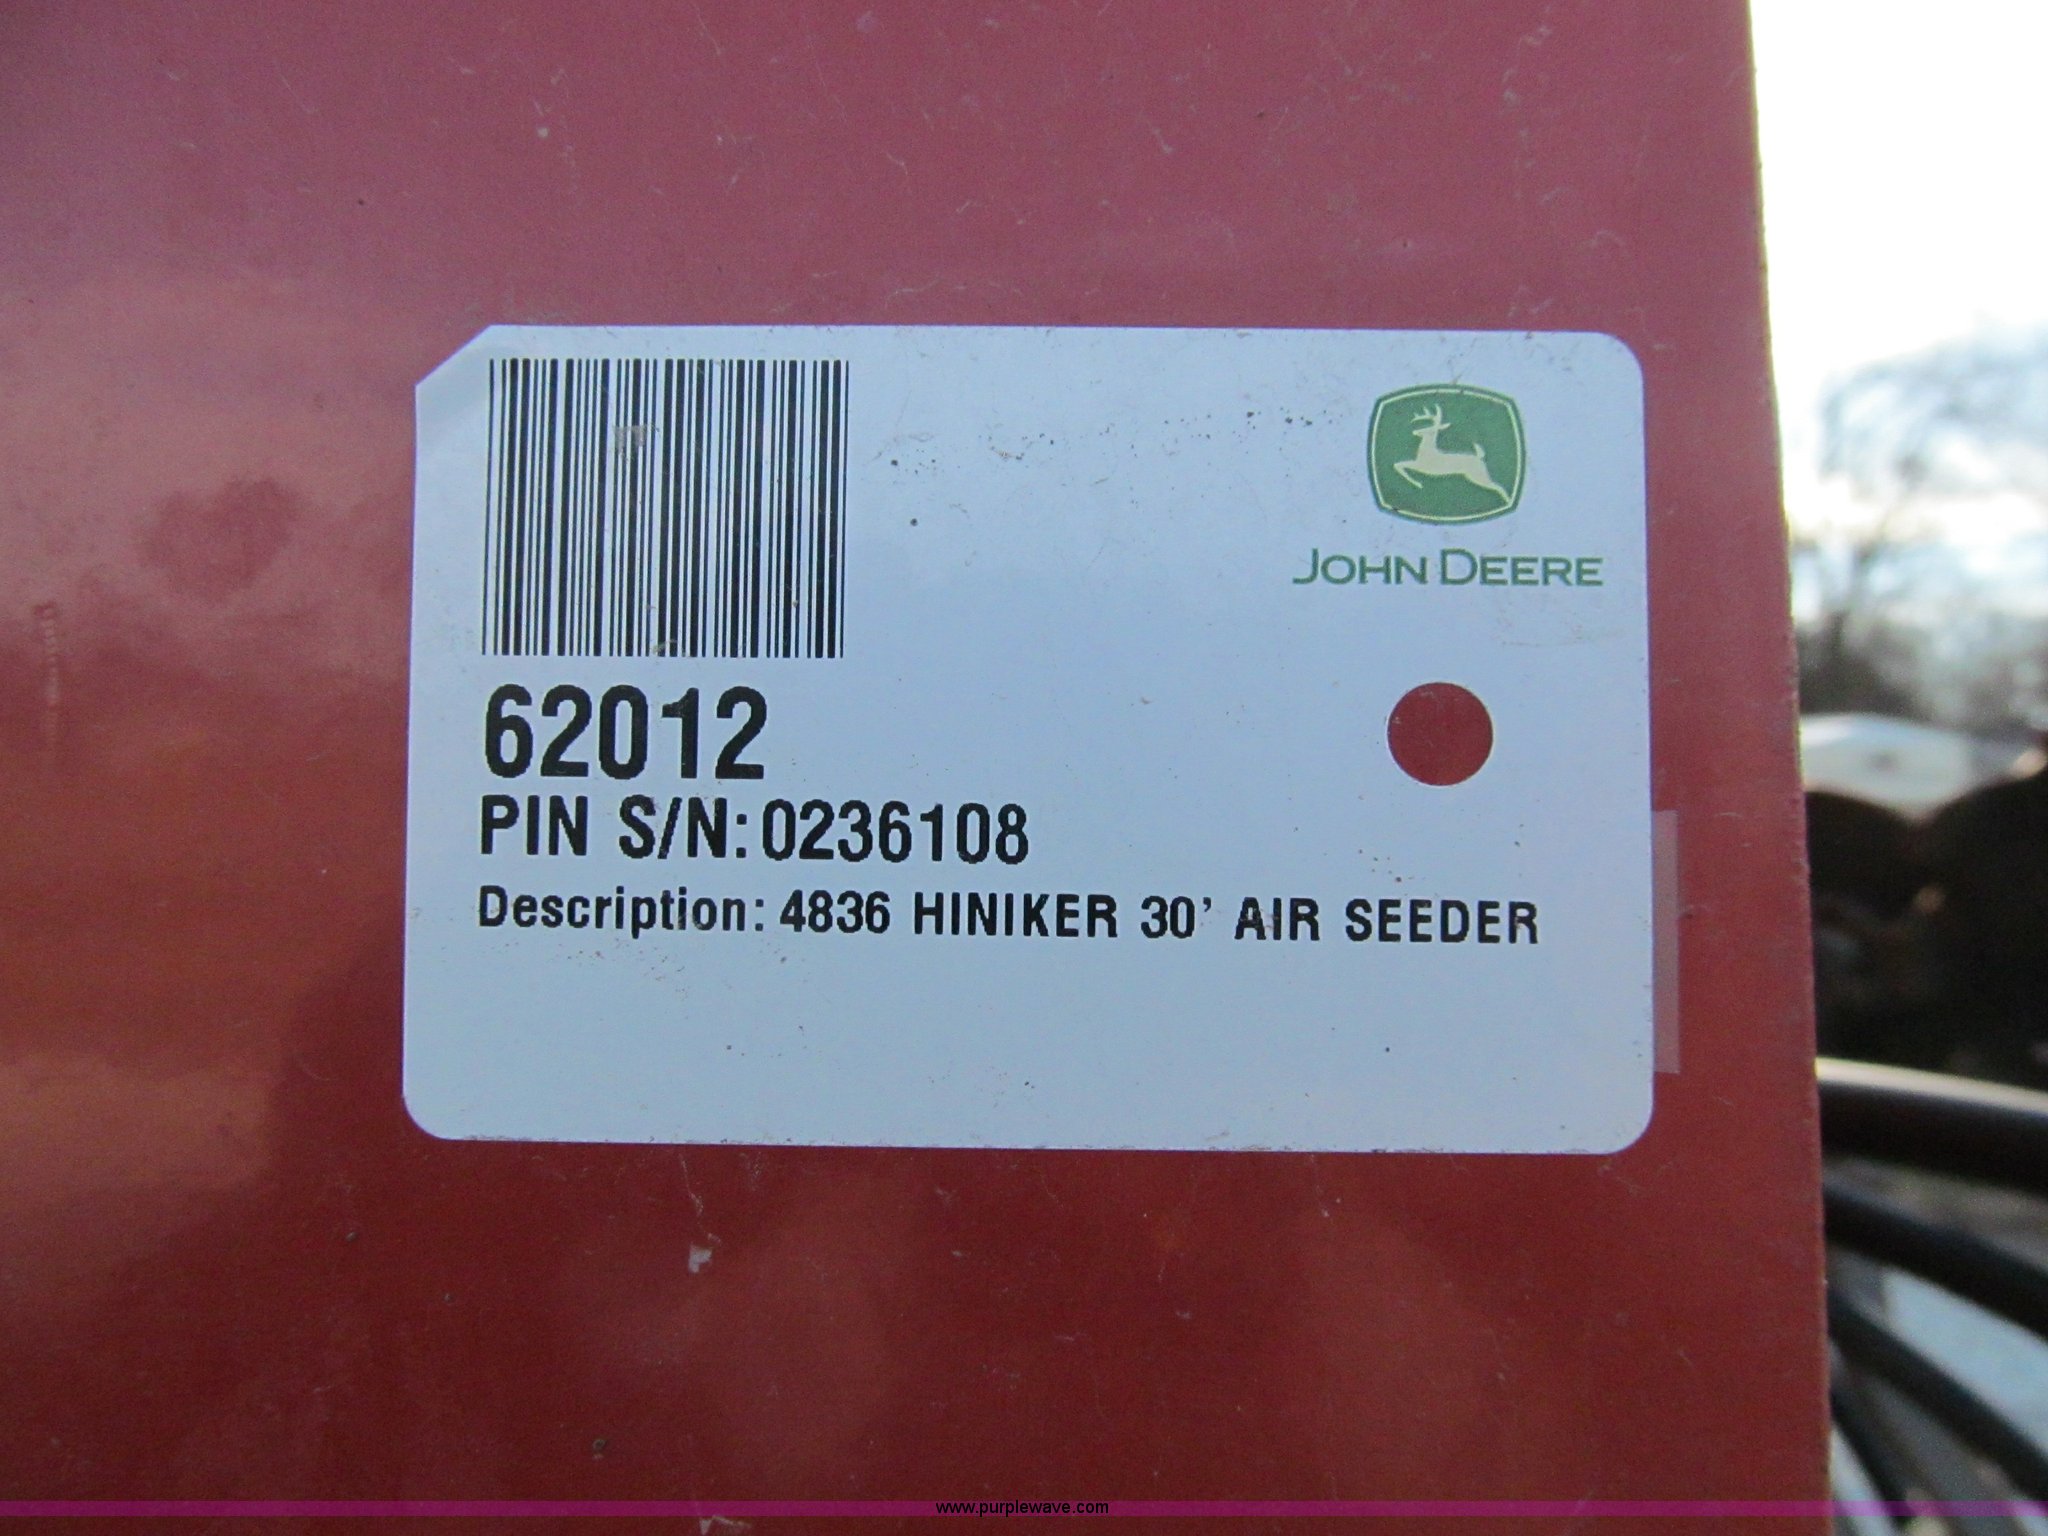 JOHN DEERE
62012
PIN S/N: 0236108
Description: 4836 HINIKER 30' AIR SEEDER
www.purplewave.com